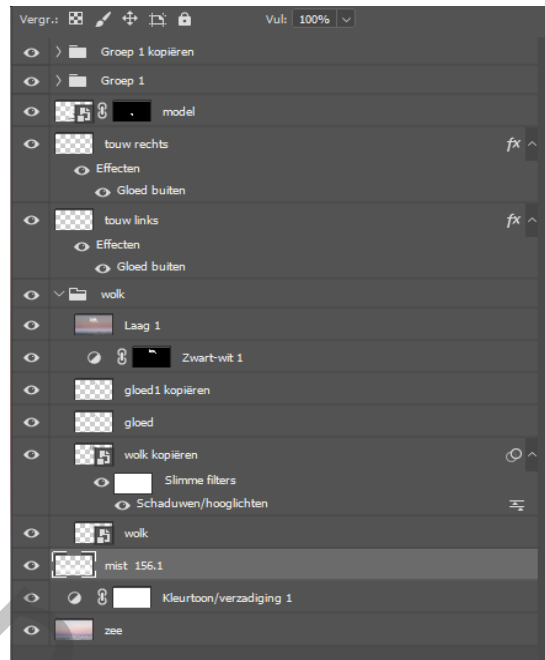 Vergr.: Vul: 100%
Groep 1 kopiëren
Groep 1
model
touw rechts fx
Effecten
Gloed buiten
touw links fx
Effecten
Gloed buiten
wolk
Laag 1
Zwart-wit 1
gloed1 kopiëren
gloed
wolk kopiëren
Slimme filters
Schaduwen/hooglichten
wolk
mist 156.1
Kleurtoon/verzadiging 1
zee